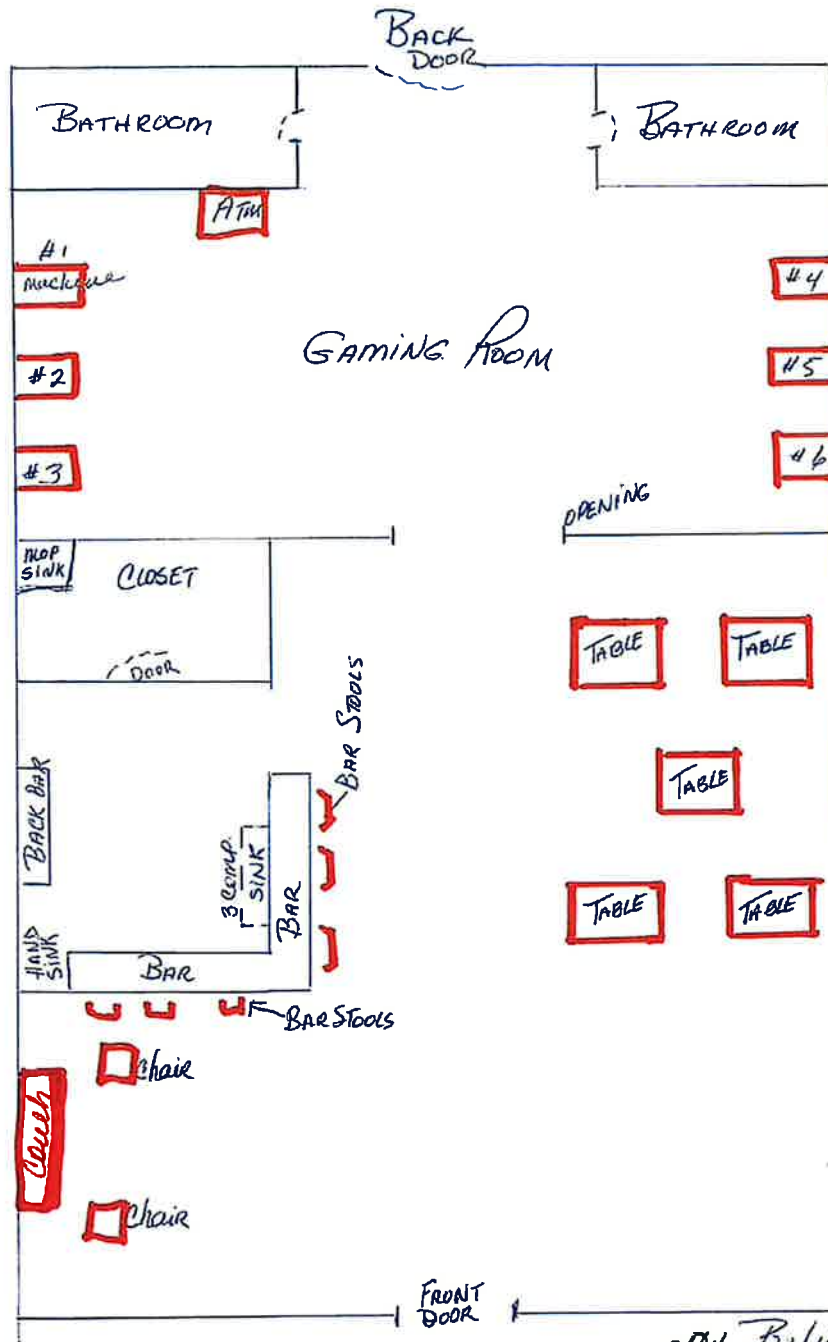 BACK
DOOR
BATHROOM
BATHROOM
ATM
#1
machine
#4
GAMING ROOM
#2
#5
#3
#6
OPENING
MOP
SINK
CLOSET
DOOR
TABLE
TABLE
BAR STOOLS
BACK BAR
TABLE
3 COMP.
SINK
BAR
TABLE
TABLE
HAND
SINK
BAR
BAR STOOLS
Chair
Couch
Chair
FRONT
DOOR